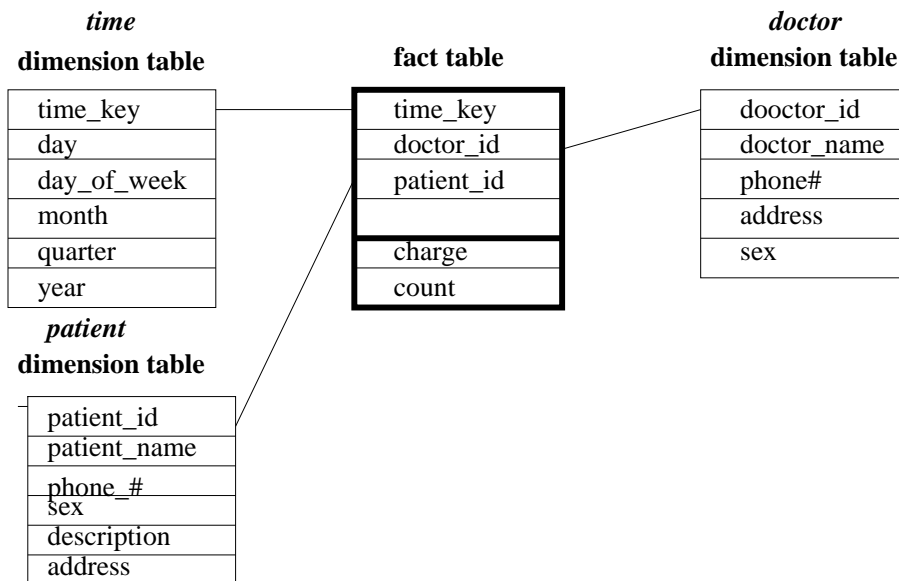 time
dimension table
time_key
day
day_of_week
month
quarter
year
fact table
time_key
doctor_id
patient_id
charge
count
doctor
dimension table
dooctor_id
doctor_name
phone#
address
sex
patient
dimension table
patient_id
patient_name
phone_#
sex
description
address